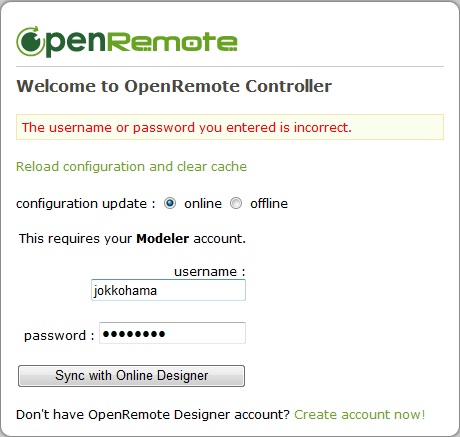 OpenRemote
Welcome to OpenRemote Controller
The username or password you entered is incorrect.
Reload configuration and clear cache
configuration update : online offline
This requires your Modeler account.
username :
jokkohama
password : ●●●●●●●●
Sync with Online Designer
Don't have OpenRemote Designer account? Create account now!